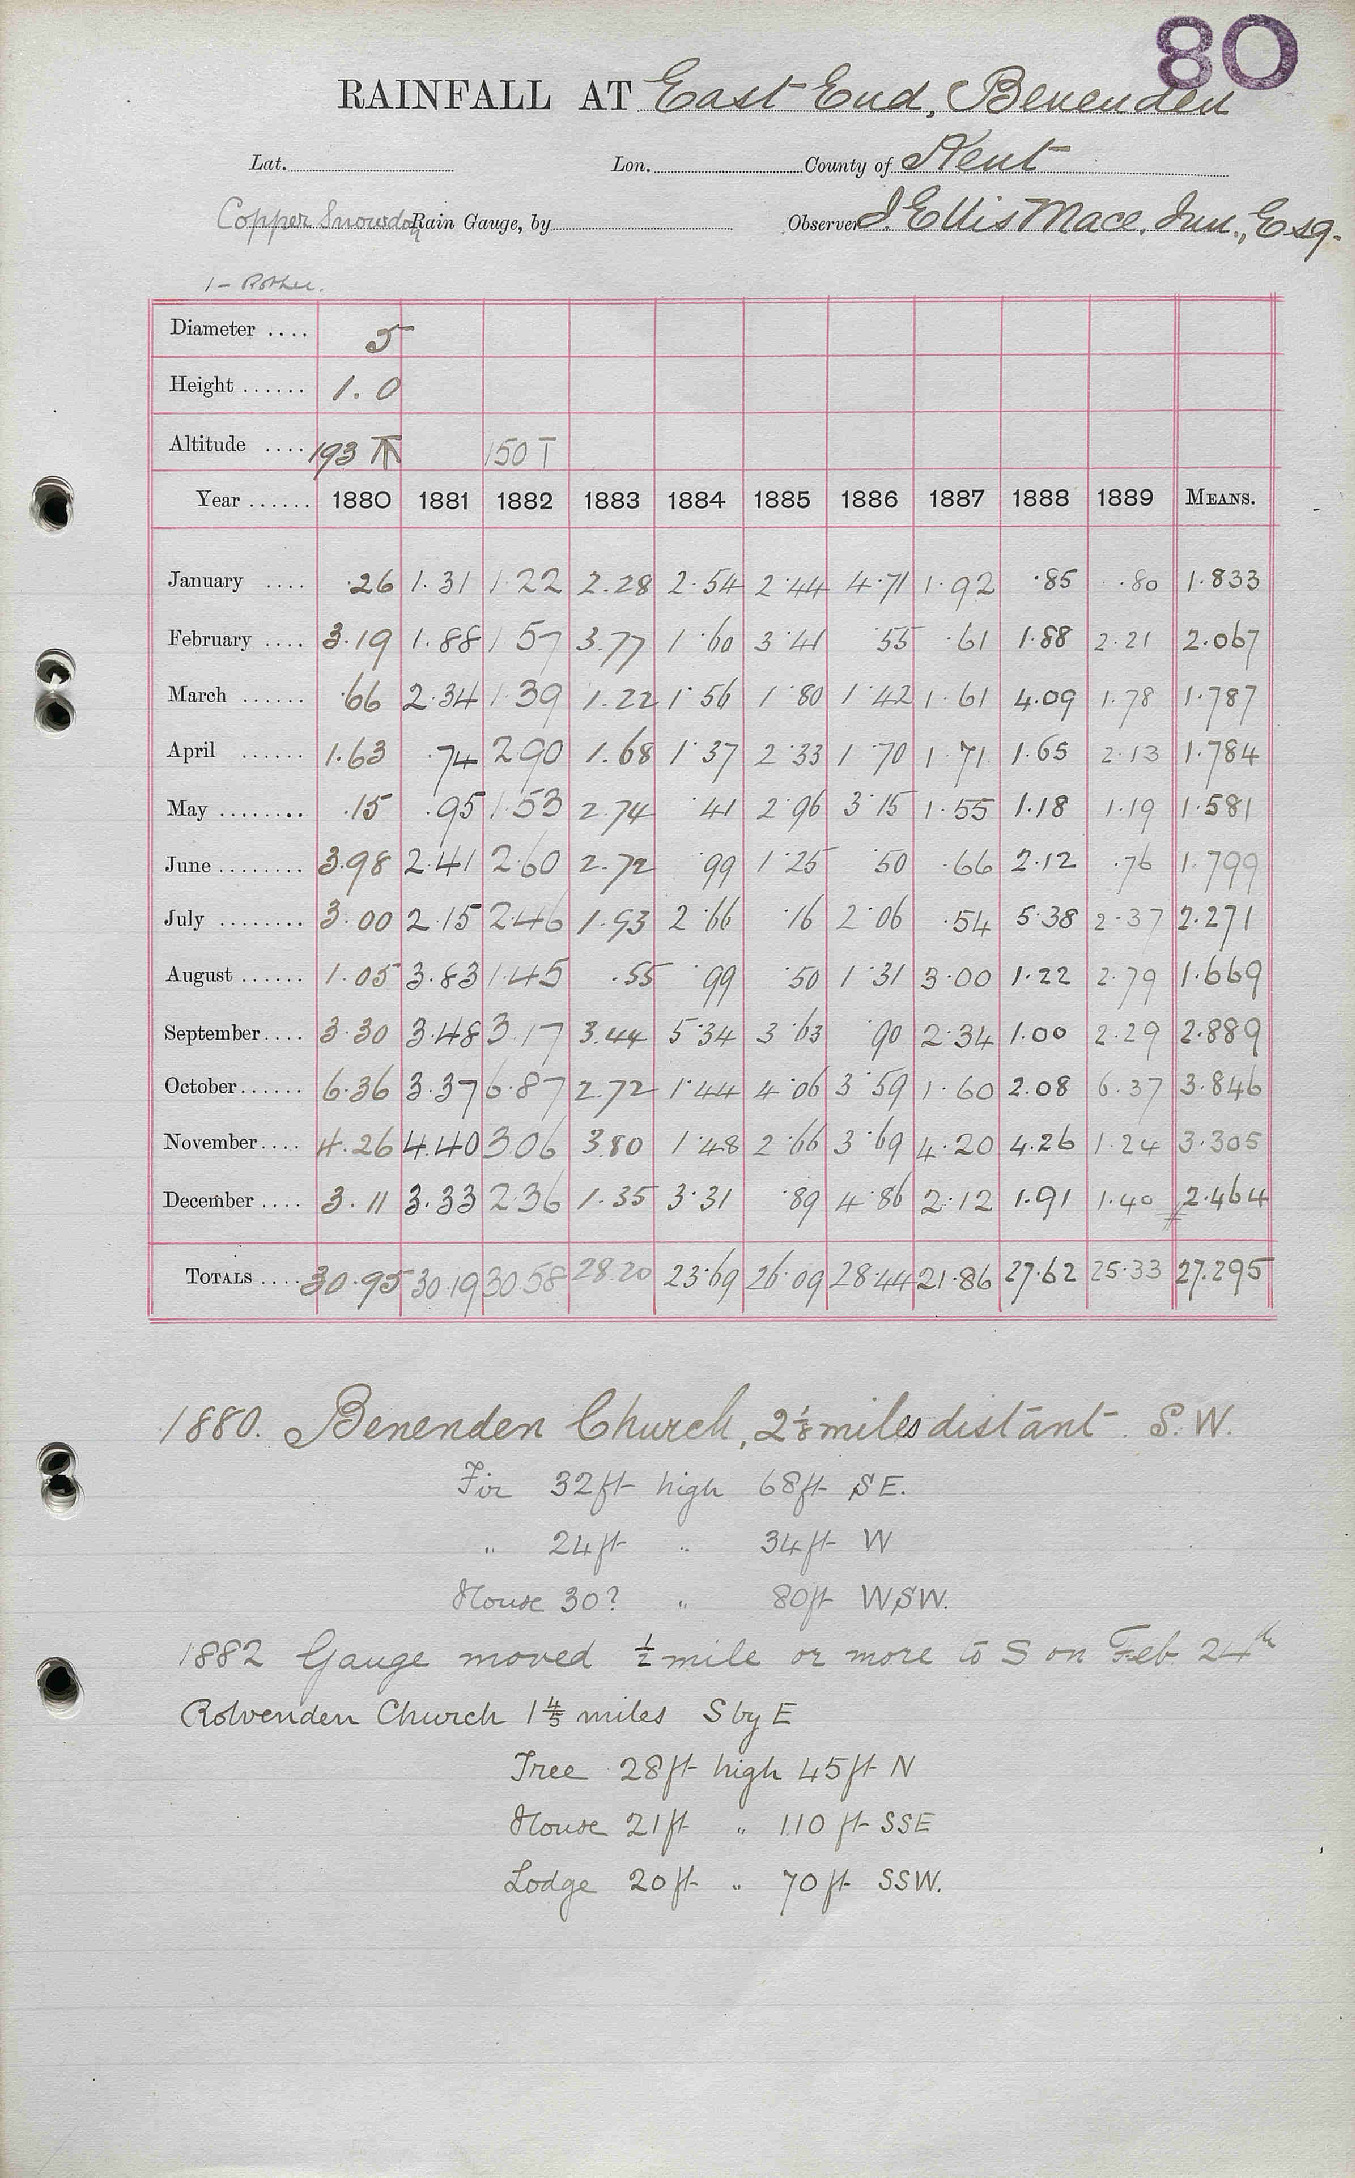 80
RAINFALL AT East End, Benenden
Lat. Lon. County of Kent
Copper Snowdon Rain Gauge, by Observer J. Ellis Mace, Jun., Esq.
1 - Rother.
Diameter .... 5
Height ...... 1.0
Altitude .... 193 T 150 T
Year ...... 1880 1881 1882 1883 1884 1885 1886 1887 1888 1889 MEANS.
January .... .26 1.31 1.22 2.28 2.54 2.44 4.71 1.92 .85 .80 1.833
February .... 3.19 1.88 1.57 3.77 1.60 3.41 .55 .61 1.88 2.21 2.067
March ...... .66 2.34 1.39 1.22 1.56 1.80 1.42 1.61 4.09 1.78 1.787
April ...... 1.63 .74 2.90 1.68 1.37 2.33 1.70 1.71 1.65 2.13 1.784
May ........ .15 .95 1.53 2.74 .41 2.96 3.15 1.55 1.18 1.19 1.581
June ........ 3.98 2.41 2.60 2.72 .99 1.25 .50 .66 2.12 .76 1.799
July ........ 3.00 2.15 2.46 1.93 2.66 .16 2.06 .54 5.38 2.37 2.271
August ...... 1.05 3.83 1.45 .55 .99 .50 1.31 3.00 1.22 2.79 1.669
September .... 3.30 3.48 3.17 3.44 5.34 3.63 .90 2.34 1.00 2.29 2.889
October ...... 6.36 3.37 6.87 2.72 1.44 4.06 3.59 1.60 2.08 6.37 3.846
November .... 4.26 4.40 3.06 3.80 1.48 2.66 3.69 4.20 4.26 1.24 3.305
December .... 3.11 3.33 2.36 1.35 3.31 .89 4.86 2.12 1.91 1.40 2.464
TOTALS .... 30.95 30.19 30.58 28.20 23.69 26.09 28.44 21.86 27.62 25.33 27.295
1880. Benenden Church, 2⅛ miles distant S.W.
Fir 32ft high 68ft SE.
" 24ft " 34ft W
House 30? " 80ft WSW.
1882 Gauge moved ½ mile or more to S on Feb. 24th
Rolvenden Church 1⅘ miles S by E
Tree 28ft high 45ft N
House 21ft " 110 ft SSE
Lodge 20ft " 70ft SSW.